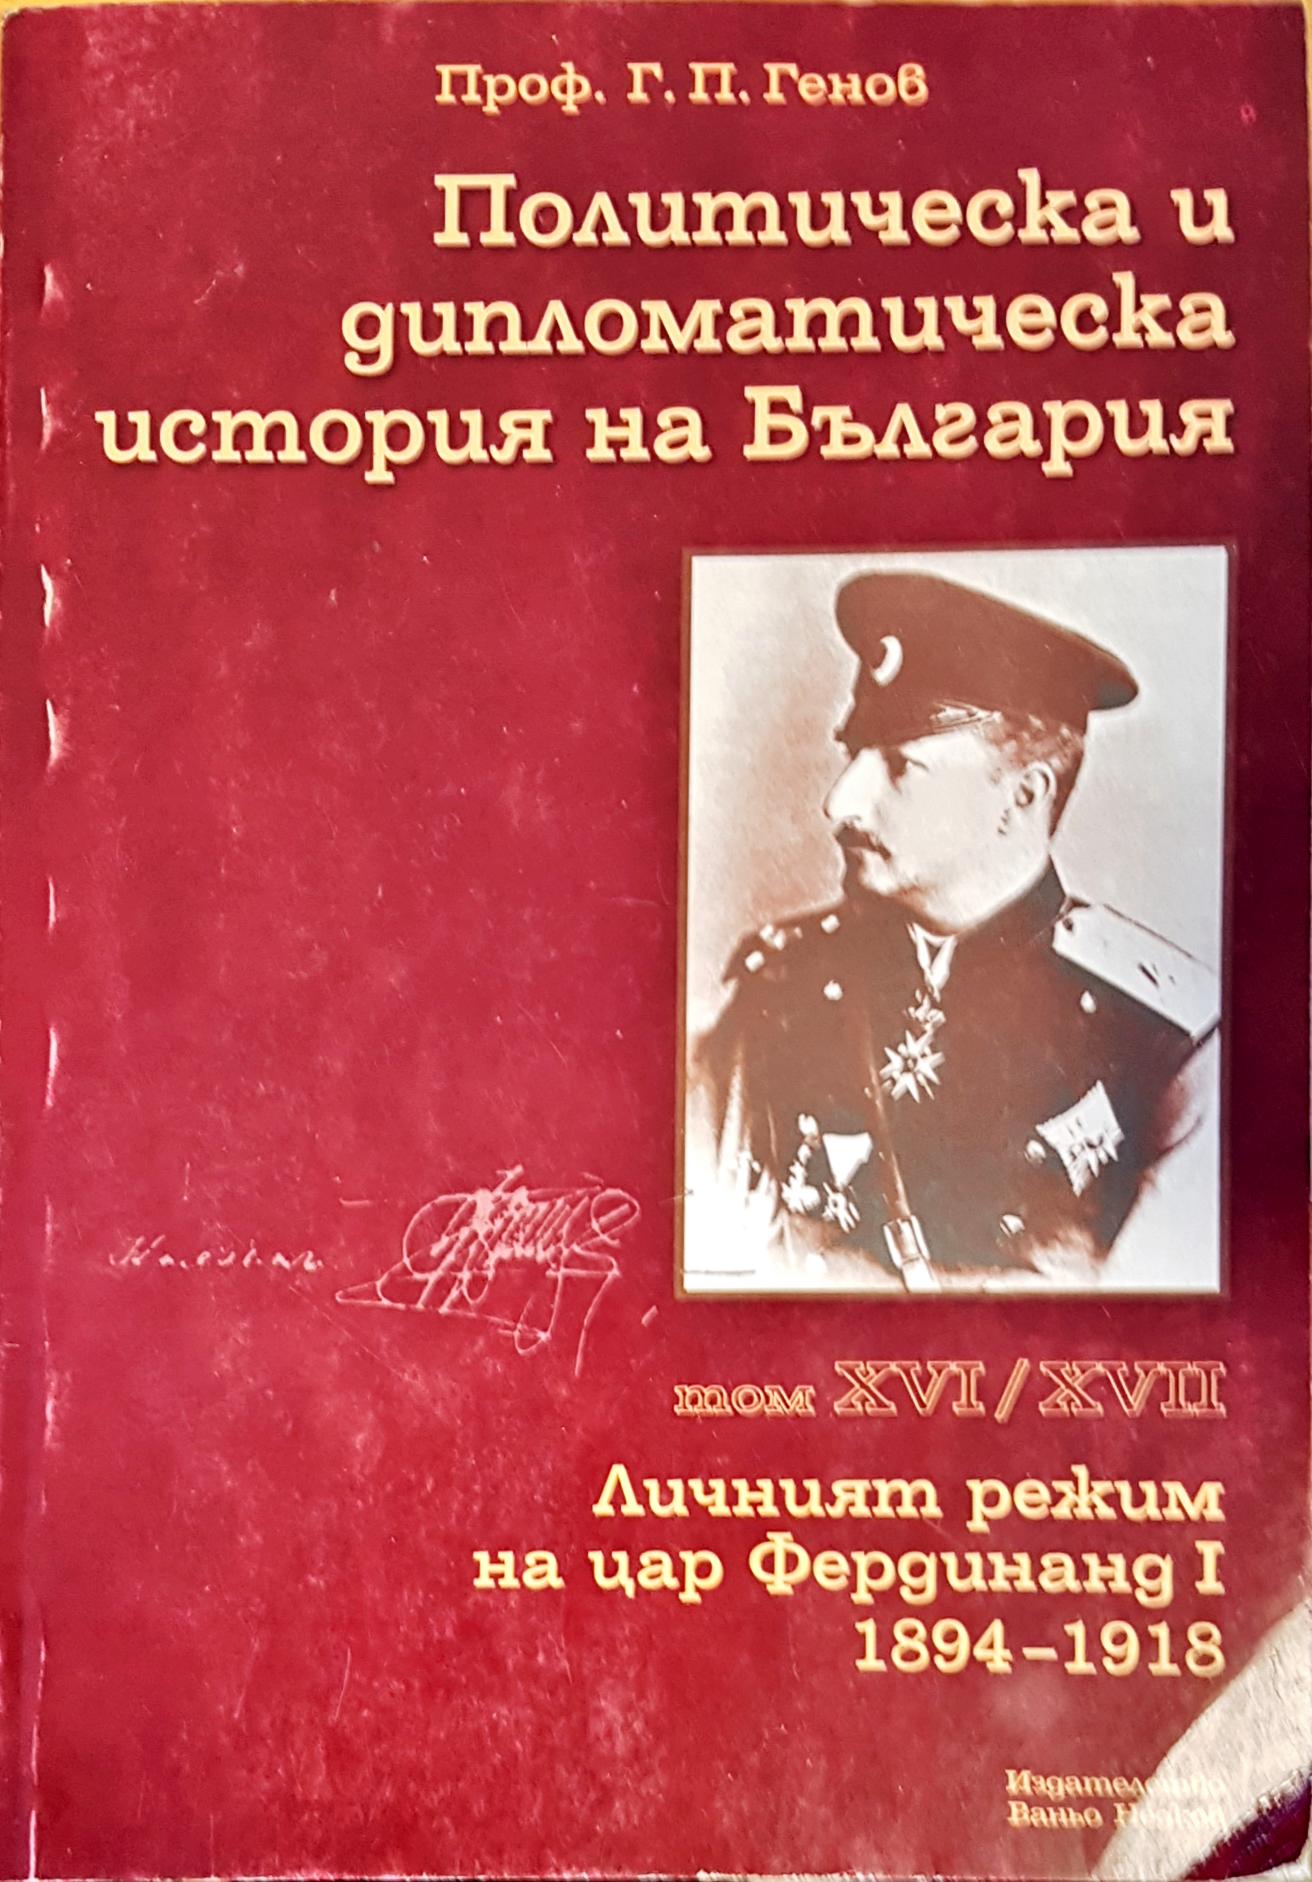 Проф. Г. П. Генов
Политическа и
дипломатическа
история на България
том XVI/XVII
Личният режим
на цар Фердинанд I
1894-1918
Издателство
Ваньо Недков